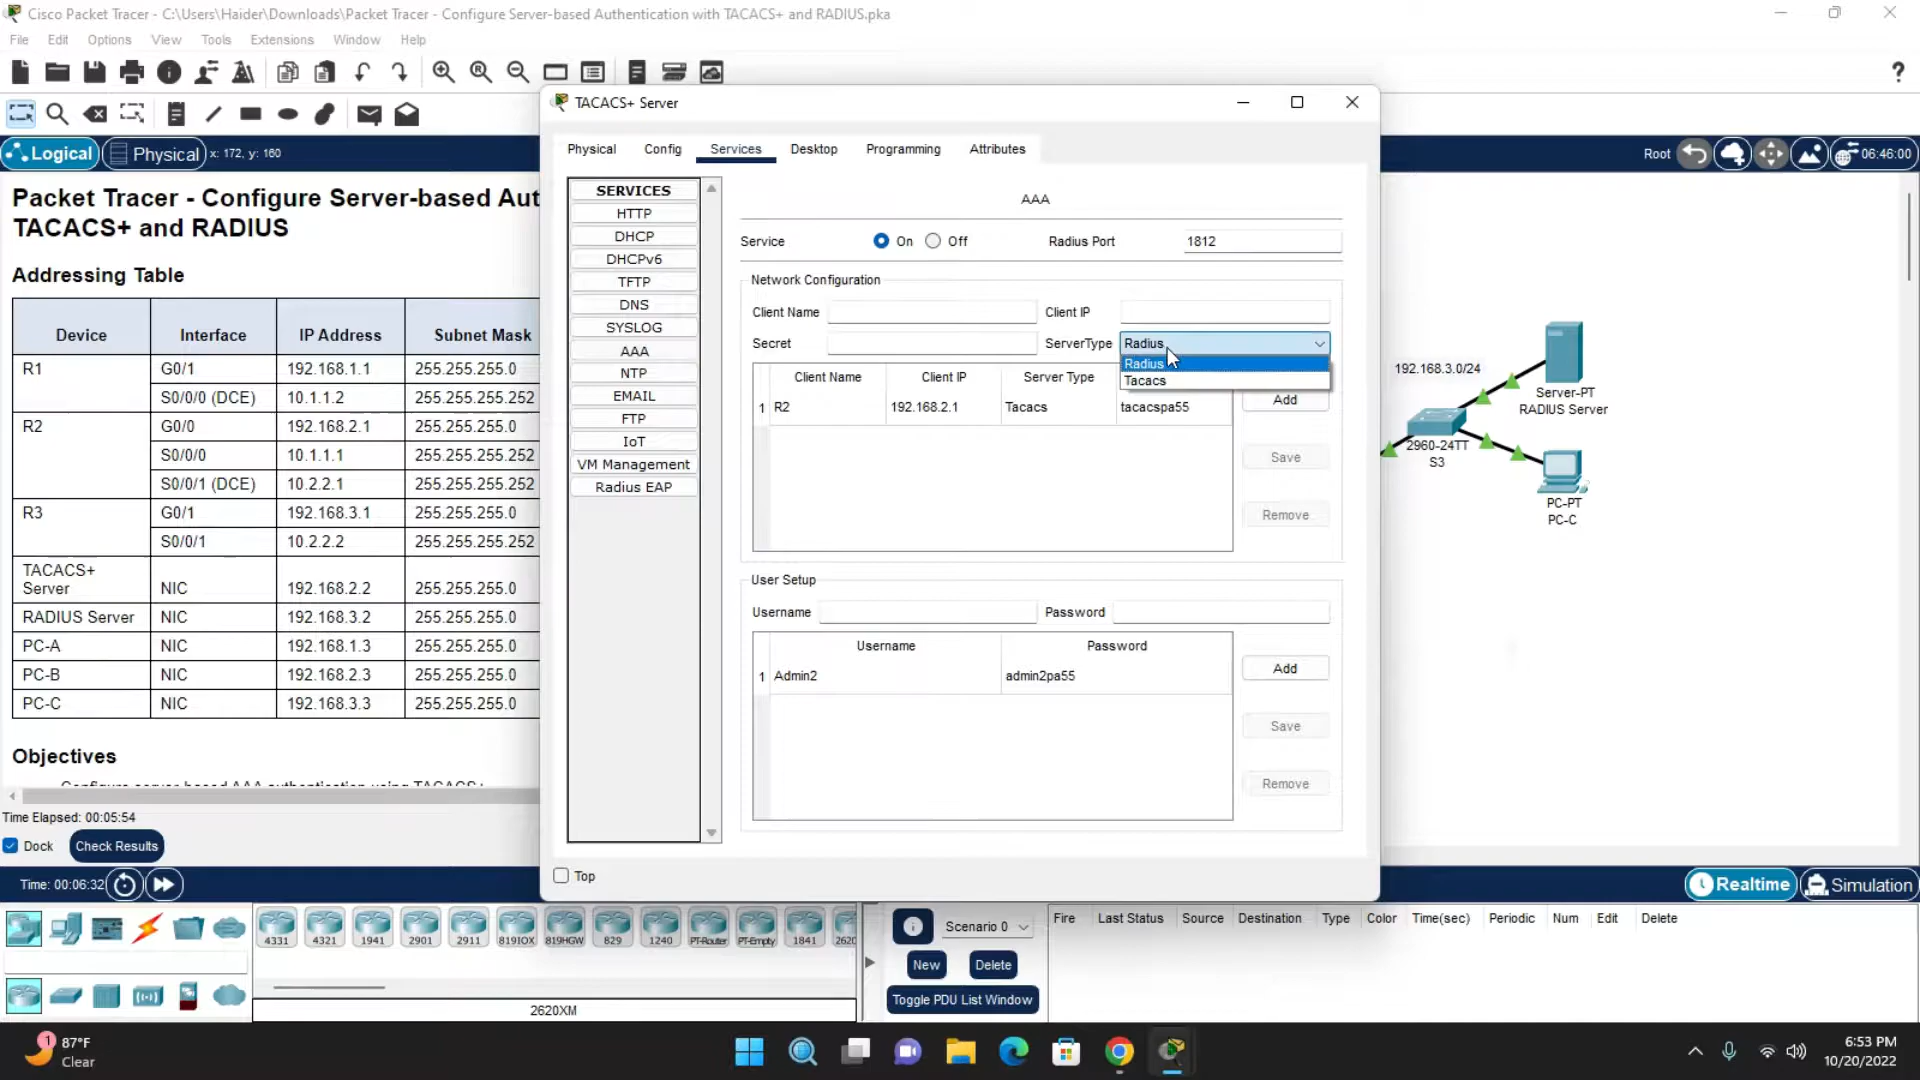 Cisco Packet Tracer - C:\Users\Haider\Downloads\Packet Tracer - Configure Server-based Authentication with TACACS+ and RADIUS.pka
File Edit Options View Tools Extensions Window Help
?
Logical Physical x: 172, y: 160
Root 06:46:00
Packet Tracer - Configure Server-based Aut
TACACS+ and RADIUS
Addressing Table
Device Interface IP Address Subnet Mask
R1 G0/1 192.168.1.1 255.255.255.0
S0/0/0 (DCE) 10.1.1.2 255.255.255.252
R2 G0/0 192.168.2.1 255.255.255.0
S0/0/0 10.1.1.1 255.255.255.252
S0/0/1 (DCE) 10.2.2.1 255.255.255.252
R3 G0/1 192.168.3.1 255.255.255.0
S0/0/1 10.2.2.2 255.255.255.252
TACACS+
Server NIC 192.168.2.2 255.255.255.0
RADIUS Server NIC 192.168.3.2 255.255.255.0
PC-A NIC 192.168.1.3 255.255.255.0
PC-B NIC 192.168.2.3 255.255.255.0
PC-C NIC 192.168.3.3 255.255.255.0
Objectives
Time Elapsed: 00:05:54
Dock Check Results
TACACS+ Server
Physical Config Services Desktop Programming Attributes
SERVICES
HTTP
DHCP
DHCPv6
TFTP
DNS
SYSLOG
AAA
NTP
EMAIL
FTP
IoT
VM Management
Radius EAP
AAA
Service On Off Radius Port 1812
Network Configuration
Client Name Client IP
Secret ServerType Radius
Radius
Tacacs
Client Name Client IP Server Type
1 R2 192.168.2.1 Tacacs tacacspa55
Add
Save
Remove
User Setup
Username Password
Username Password
1 Admin2 admin2pa55
Add
Save
Remove
Top
192.168.3.0/24
Server-PT
RADIUS Server
2960-24TT
S3
PC-PT
PC-C
Time: 00:06:32
Realtime Simulation
4331 4321 1941 2901 2911 819IOX 819HGW 829 1240 PT-Router PT-Empty 1841 2620
2620XM
Scenario 0
New Delete
Toggle PDU List Window
Fire Last Status Source Destination Type Color Time(sec) Periodic Num Edit Delete
1
87°F
Clear
6:53 PM
10/20/2022